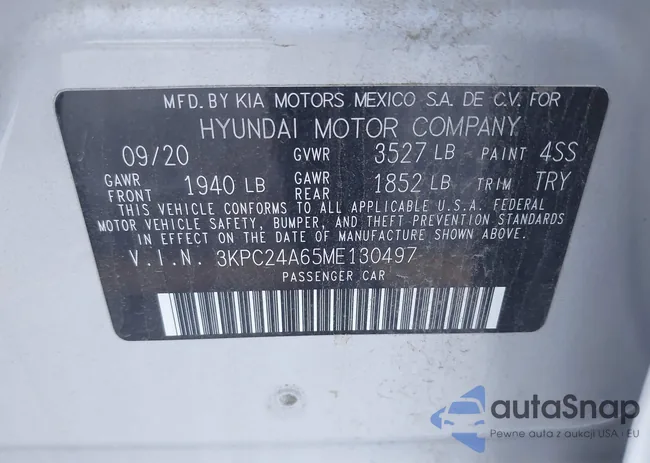 MFD. BY KIA MOTORS MEXICO S.A. DE C.V. FOR
HYUNDAI MOTOR COMPANY
09/20 GVWR 3527 LB PAINT 4SS
GAWR FRONT 1940 LB GAWR REAR 1852 LB TRIM TRY
THIS VEHICLE CONFORMS TO ALL APPLICABLE U.S.A. FEDERAL
MOTOR VEHICLE SAFETY, BUMPER, AND THEFT PREVENTION STANDARDS
IN EFFECT ON THE DATE OF MANUFACTURE SHOWN ABOVE.
V.I.N. 3KPC24A65ME130497
PASSENGER CAR
autaSnap
Pewne auta z aukcji USA i EU